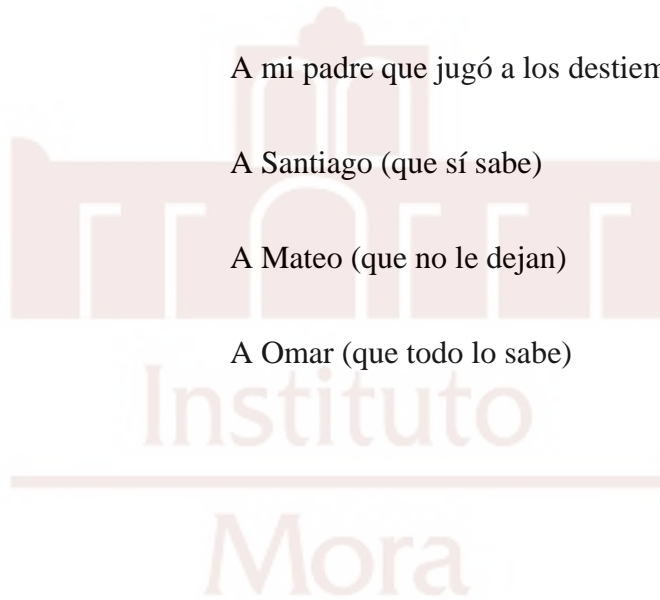 A mi padre que jugó a los
A Santiago (que sí sabe)
A Mateo (que no le dejan)
A Omar (que todo lo sabe)
Instituto
Mora